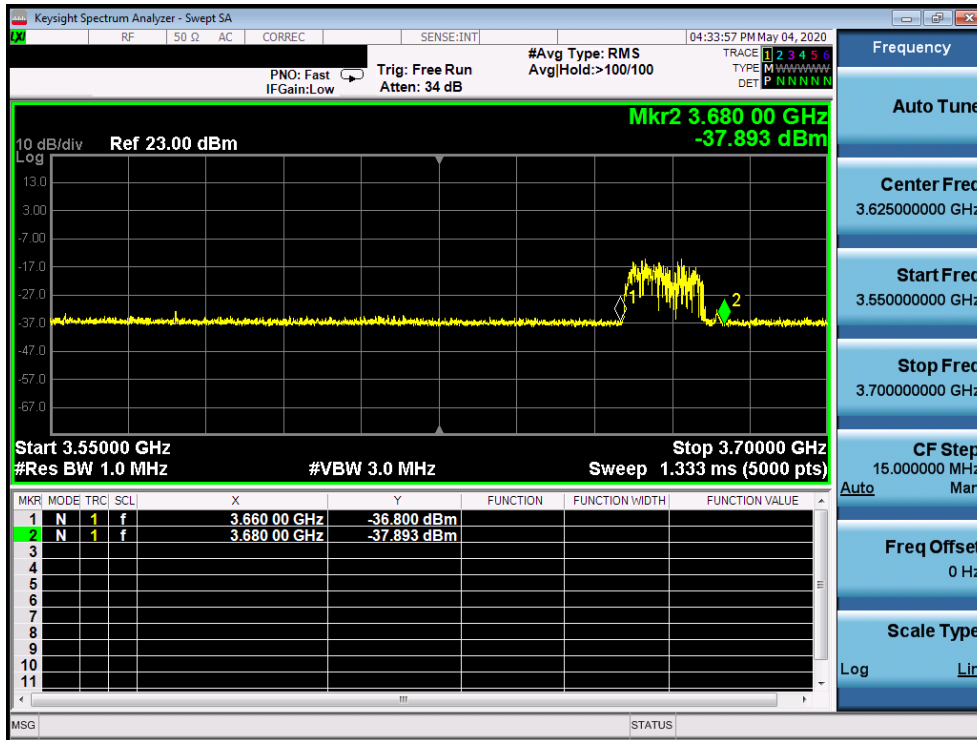 Keysight Spectrum Analyzer - Swept SA
LXI
RF
50 Ω
AC
CORREC
SENSE:INT
04:33:57 PM May 04, 2020
PNO: Fast
IFGain:Low
Trig: Free Run
Atten: 34 dB
#Avg Type: RMS
Avg|Hold:>100/100
TRACE 1 2 3 4 5 6
TYPE M W W W W W
DET P N N N N N
Mkr2 3.680 00 GHz
-37.893 dBm
10 dB/div
Log
Ref 23.00 dBm
13.0
3.00
-7.00
-17.0
-27.0
-37.0
-47.0
-57.0
-67.0
1
2
Start 3.55000 GHz
Stop 3.70000 GHz
#Res BW 1.0 MHz
#VBW 3.0 MHz
Sweep 1.333 ms (5000 pts)
MKR MODE TRC SCL X Y FUNCTION FUNCTION WIDTH FUNCTION VALUE
1 N 1 f 3.660 00 GHz -36.800 dBm
2 N 1 f 3.680 00 GHz -37.893 dBm
3
4
5
6
7
8
9
10
11
MSG
STATUS
Frequency
Auto Tune
Center Freq
3.625000000 GHz
Start Freq
3.550000000 GHz
Stop Freq
3.700000000 GHz
CF Step
15.000000 MHz
Auto Man
Freq Offset
0 Hz
Scale Type
Log Lin